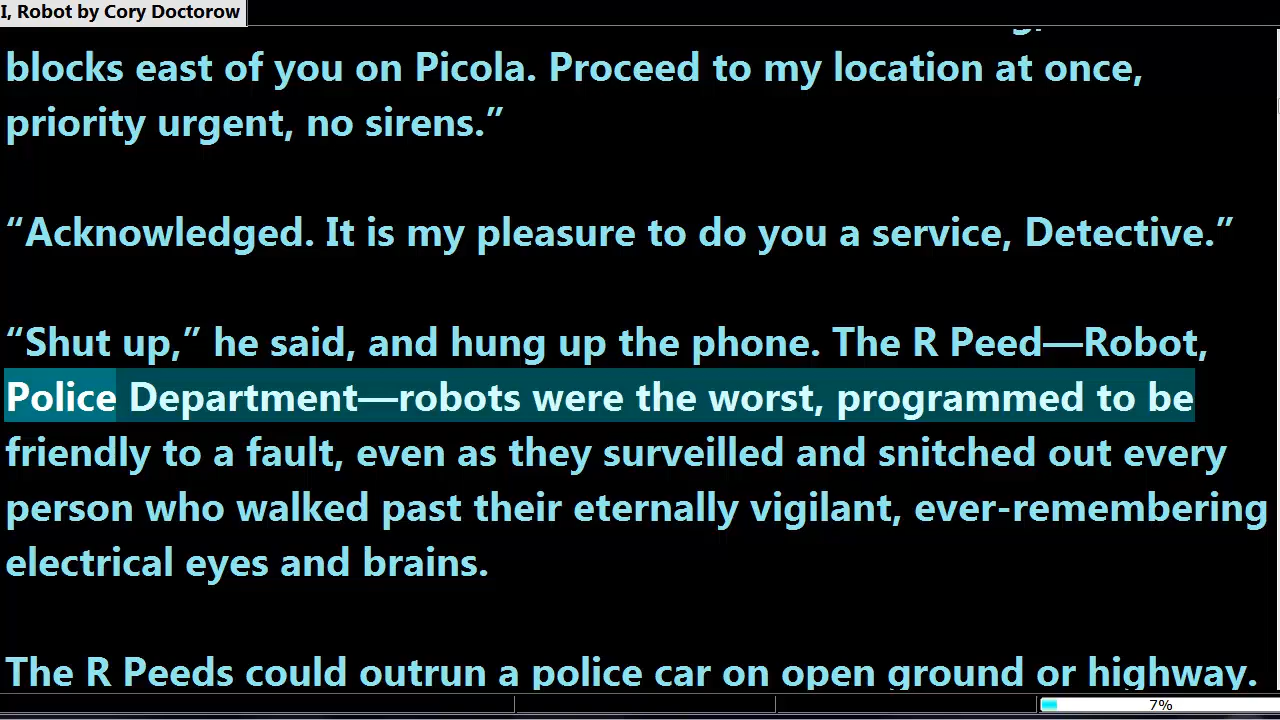 I, Robot by Cory Doctorow
blocks east of you on Picola. Proceed to my location at once,
priority urgent, no sirens.”
“Acknowledged. It is my pleasure to do you a service, Detective.”
“Shut up,” he said, and hung up the phone. The R Peed—Robot,
Police Department—robots were the worst, programmed to be
friendly to a fault, even as they surveilled and snitched out every
person who walked past their eternally vigilant, ever-remembering
electrical eyes and brains.
The R Peeds could outrun a police car on open ground or highway.
7%